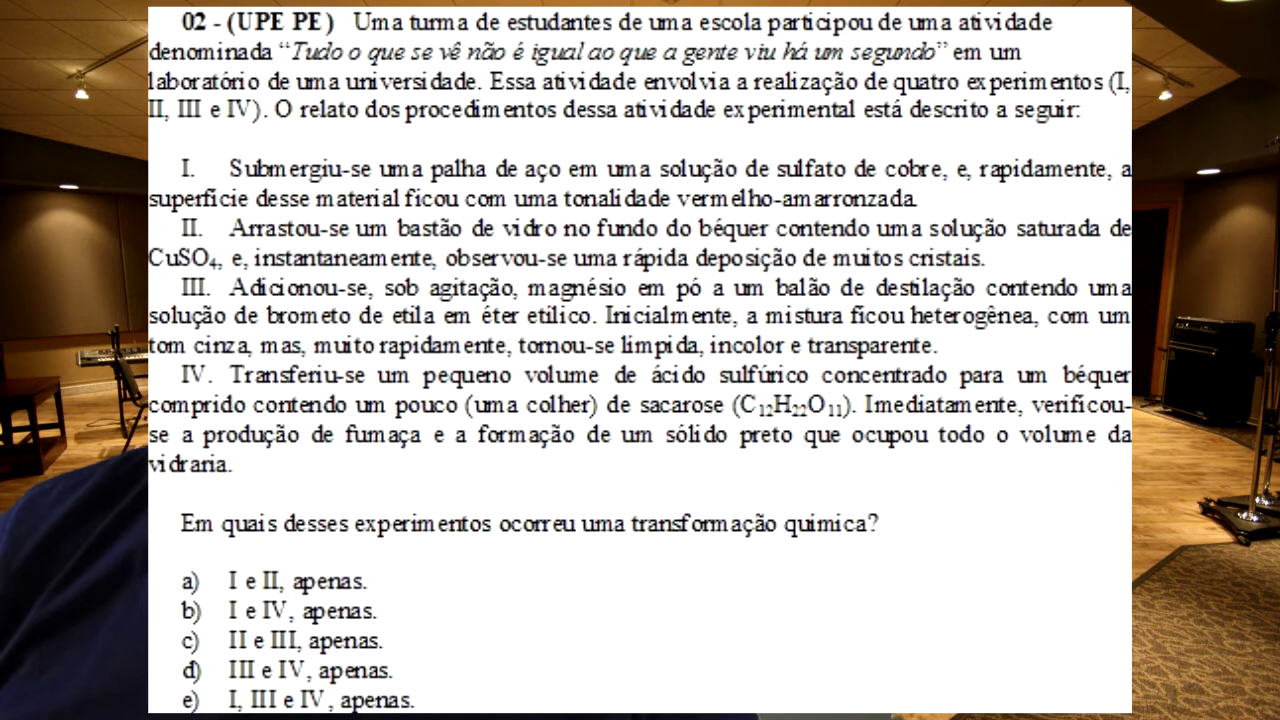 02 - (UPE PE) Uma turma de estudantes de uma escola participou de uma atividade
denominada “Tudo o que se vê não é igual ao que a gente viu há um segundo” em um
laboratório de uma universidade. Essa atividade envolvia a realização de quatro experimentos (I,
II, III e IV). O relato dos procedimentos dessa atividade experimental está descrito a seguir:
I. Submergiu-se uma palha de aço em uma solução de sulfato de cobre, e, rapidamente, a
superfície desse material ficou com uma tonalidade vermelho-amarronzada.
II. Arrastou-se um bastão de vidro no fundo do béquer contendo uma solução saturada de
CuSO₄, e, instantaneamente, observou-se uma rápida deposição de muitos cristais.
III. Adicionou-se, sob agitação, magnésio em pó a um balão de destilação contendo uma
solução de brometo de etila em éter etílico. Inicialmente, a mistura ficou heterogênea, com um
tom cinza, mas, muito rapidamente, tornou-se límpida, incolor e transparente.
IV. Transferiu-se um pequeno volume de ácido sulfúrico concentrado para um béquer
comprido contendo um pouco (uma colher) de sacarose (C₁₂H₂₂O₁₁). Imediatamente, verificou-
se a produção de fumaça e a formação de um sólido preto que ocupou todo o volume da
vidraria.
Em quais desses experimentos ocorreu uma transformação química?
a) I e II, apenas.
b) I e IV, apenas.
c) II e III, apenas.
d) III e IV, apenas.
e) I, III e IV, apenas.